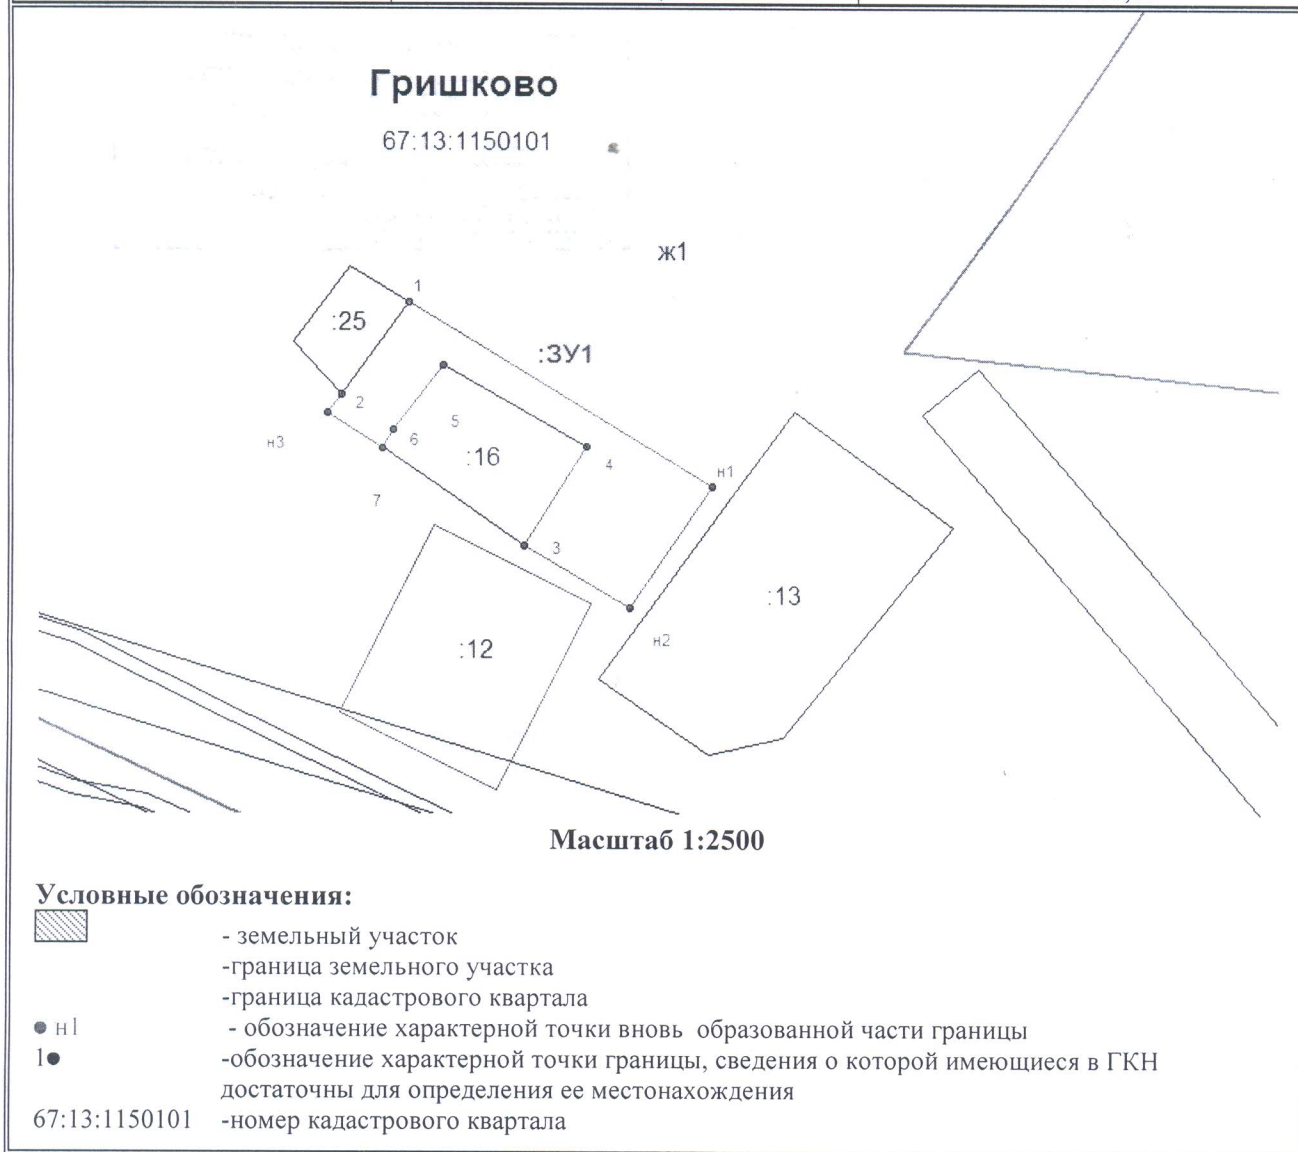 Гришково
67:13:1150101
ж1
1
:25
:ЗУ1
2
5
н3
6
:16
4
н1
7
3
:13
н2
:12
Масштаб 1:2500
Условные обозначения:
- земельный участок
-граница земельного участка
-граница кадастрового квартала
н1 - обозначение характерной точки вновь образованной части границы
1 -обозначение характерной точки границы, сведения о которой имеющиеся в ГКН
достаточны для определения ее местонахождения
67:13:1150101 -номер кадастрового квартала